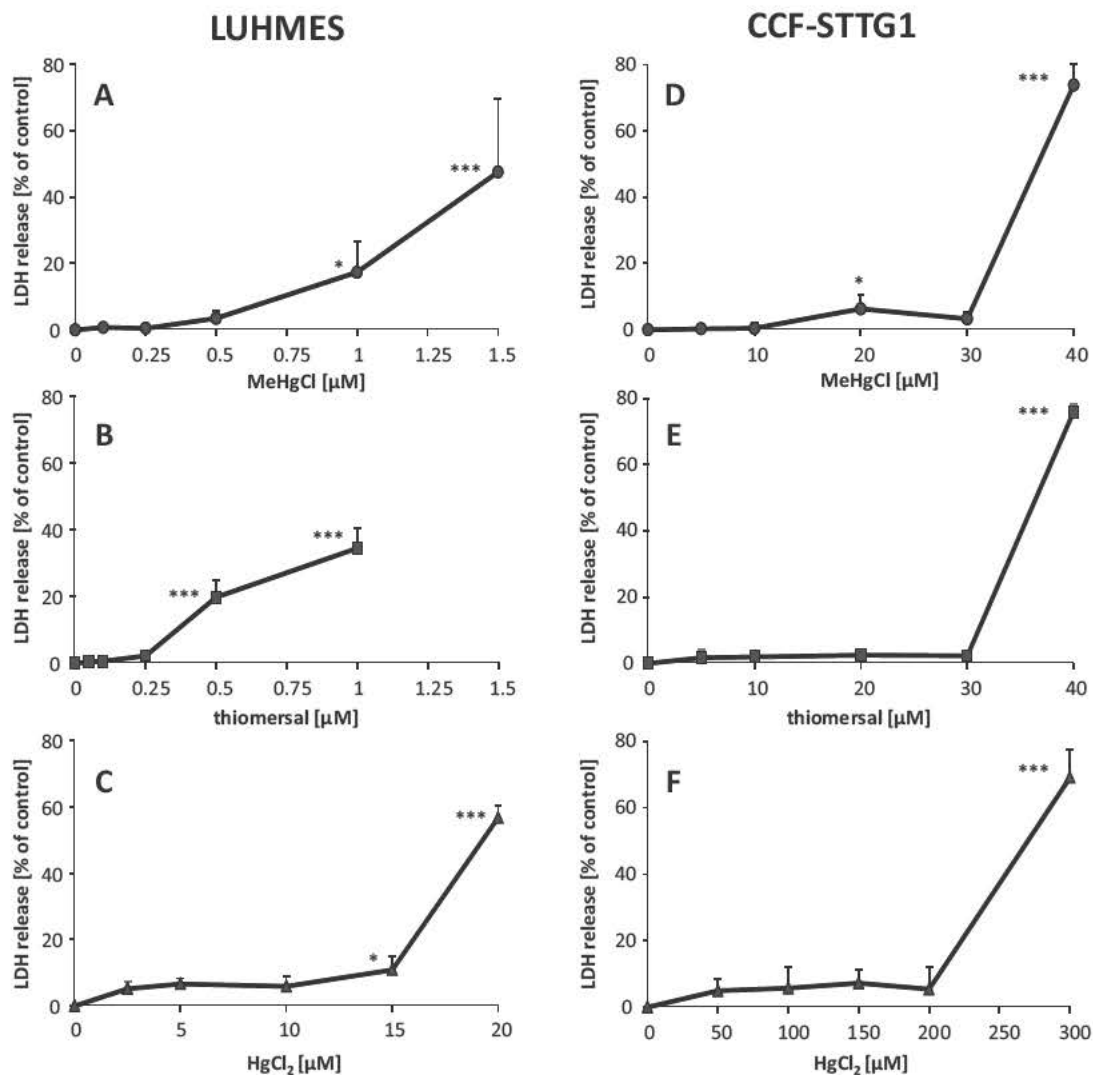 LUHMES
CCF-STTG1
A
LDH release [% of control]
80
60
40
20
0
*
***
0 0.25 0.5 0.75 1 1.25 1.5
MeHgCl [µM]
D
LDH release [% of control]
80
60
40
20
0
*
***
0 10 20 30 40
MeHgCl [µM]
B
LDH release [% of control]
80
60
40
20
0
***
***
0 0.25 0.5 0.75 1 1.25 1.5
thiomersal [µM]
E
LDH release [% of control]
80
60
40
20
0
***
0 10 20 30 40
thiomersal [µM]
C
LDH release [% of control]
80
60
40
20
0
*
***
0 5 10 15 20
HgCl₂ [µM]
F
LDH release [% of control]
80
60
40
20
0
***
0 50 100 150 200 250 300
HgCl₂ [µM]